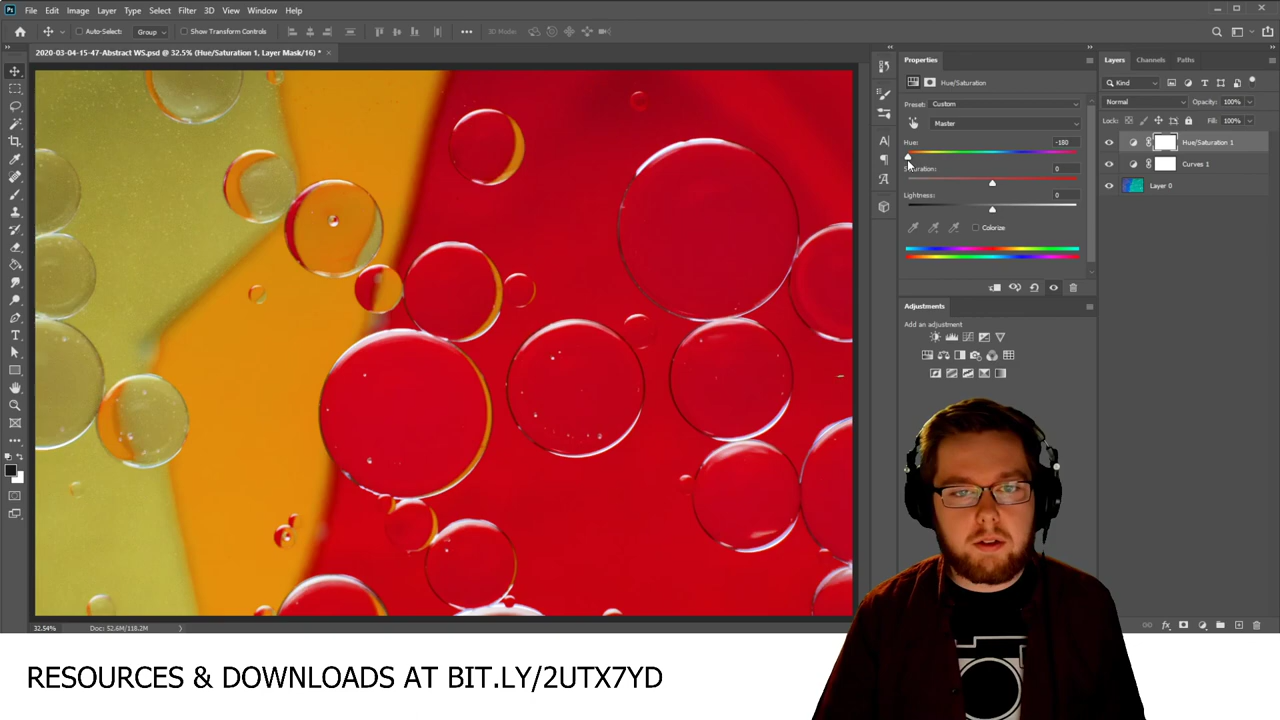 Ps File Edit Image Layer Type Select Filter 3D View Window Help
Auto-Select: Group Show Transform Controls 3D Mode:
2020-03-04-15-47-Abstract WS.psd @ 32.5% (Hue/Saturation 1, Layer Mask/16) *
Properties
Hue/Saturation
Preset: Custom
Master
Hue: -180
Saturation: 0
Lightness: 0
Colorize
Adjustments
Add an adjustment
Layers Channels Paths
Kind
Normal Opacity: 100%
Lock: Fill: 100%
Hue/Saturation 1
Curves 1
Layer 0
32.54% Doc: 52.6M/118.2M
RESOURCES & DOWNLOADS AT BIT.LY/2UTX7YD